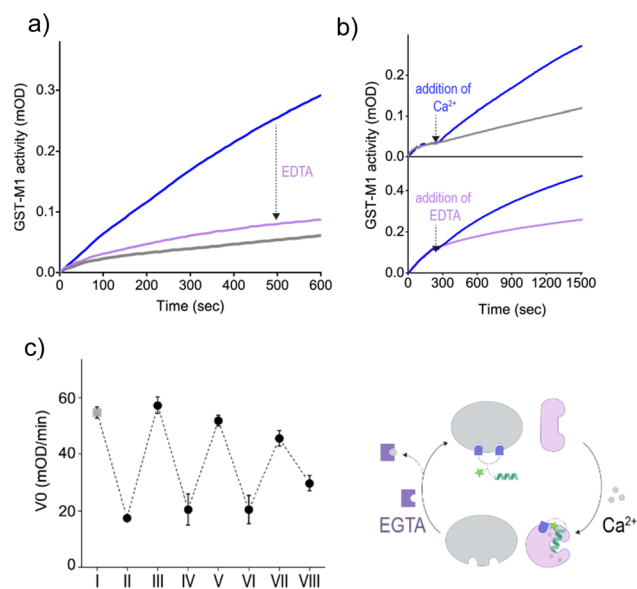 a)
GST-M1 activity (mOD)
0.3
0.2
0.1
0.0
EDTA
0 100 200 300 400 500 600
Time (sec)
b)
GST-M1 activity (mOD)
0.2
0.1
0.0
addition of
Ca²⁺
0.4
0.2
0.0
addition of
EDTA
0 300 600 900 1200 1500
Time (sec)
c)
V0 (mOD/min)
60
40
20
0
I II III IV V VI VII VIII
EGTA
Ca²⁺